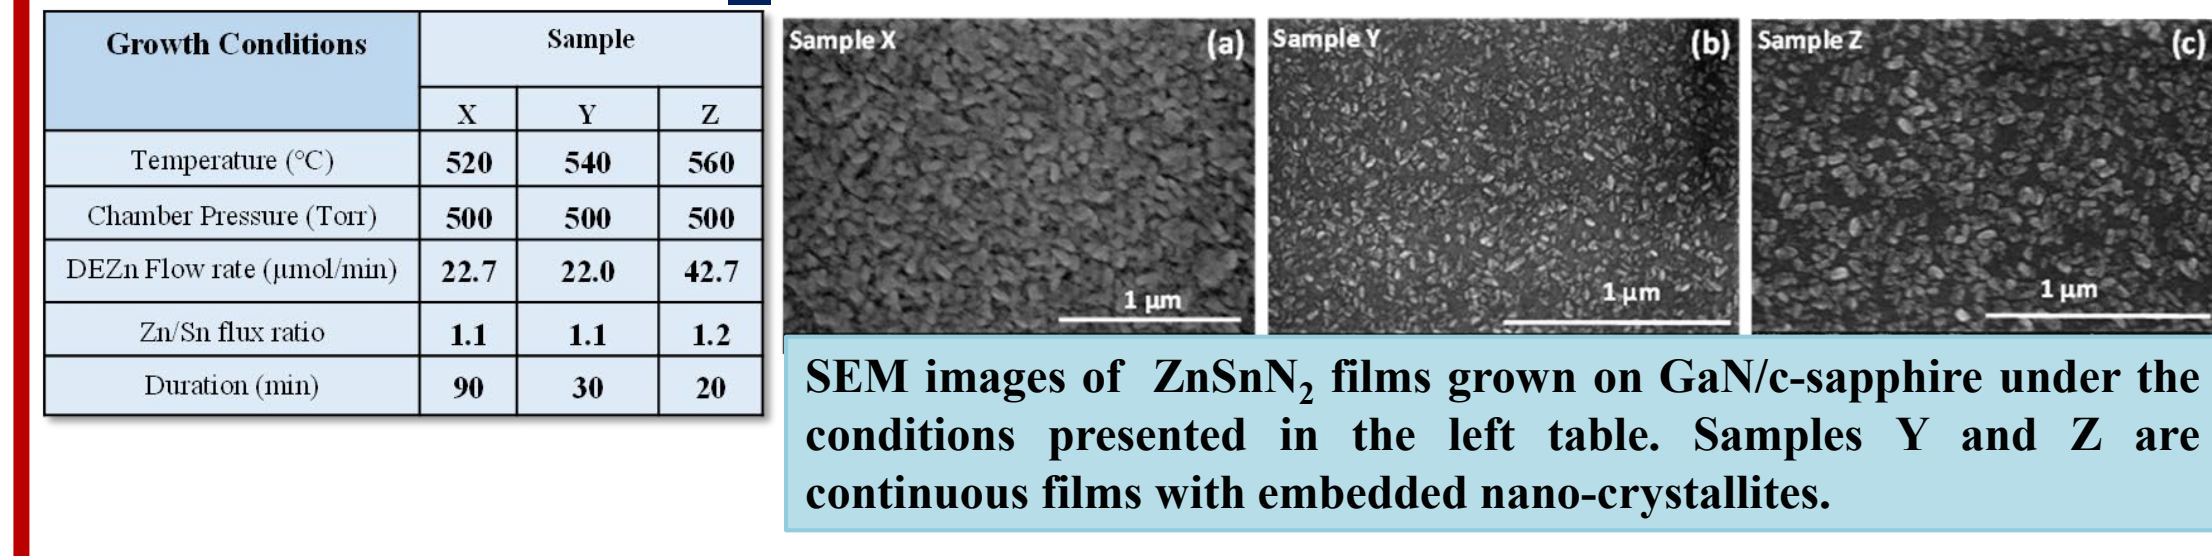 Growth Conditions Sample
X Y Z
Temperature (°C) 520 540 560
Chamber Pressure (Torr) 500 500 500
DEZn Flow rate (μmol/min) 22.7 22.0 42.7
Zn/Sn flux ratio 1.1 1.1 1.2
Duration (min) 90 30 20
Sample X (a)
1 μm
Sample Y (b)
1 μm
Sample Z (c)
1 μm
SEM images of ZnSnN₂ films grown on GaN/c-sapphire under the
conditions presented in the left table. Samples Y and Z are
continuous films with embedded nano-crystallites.